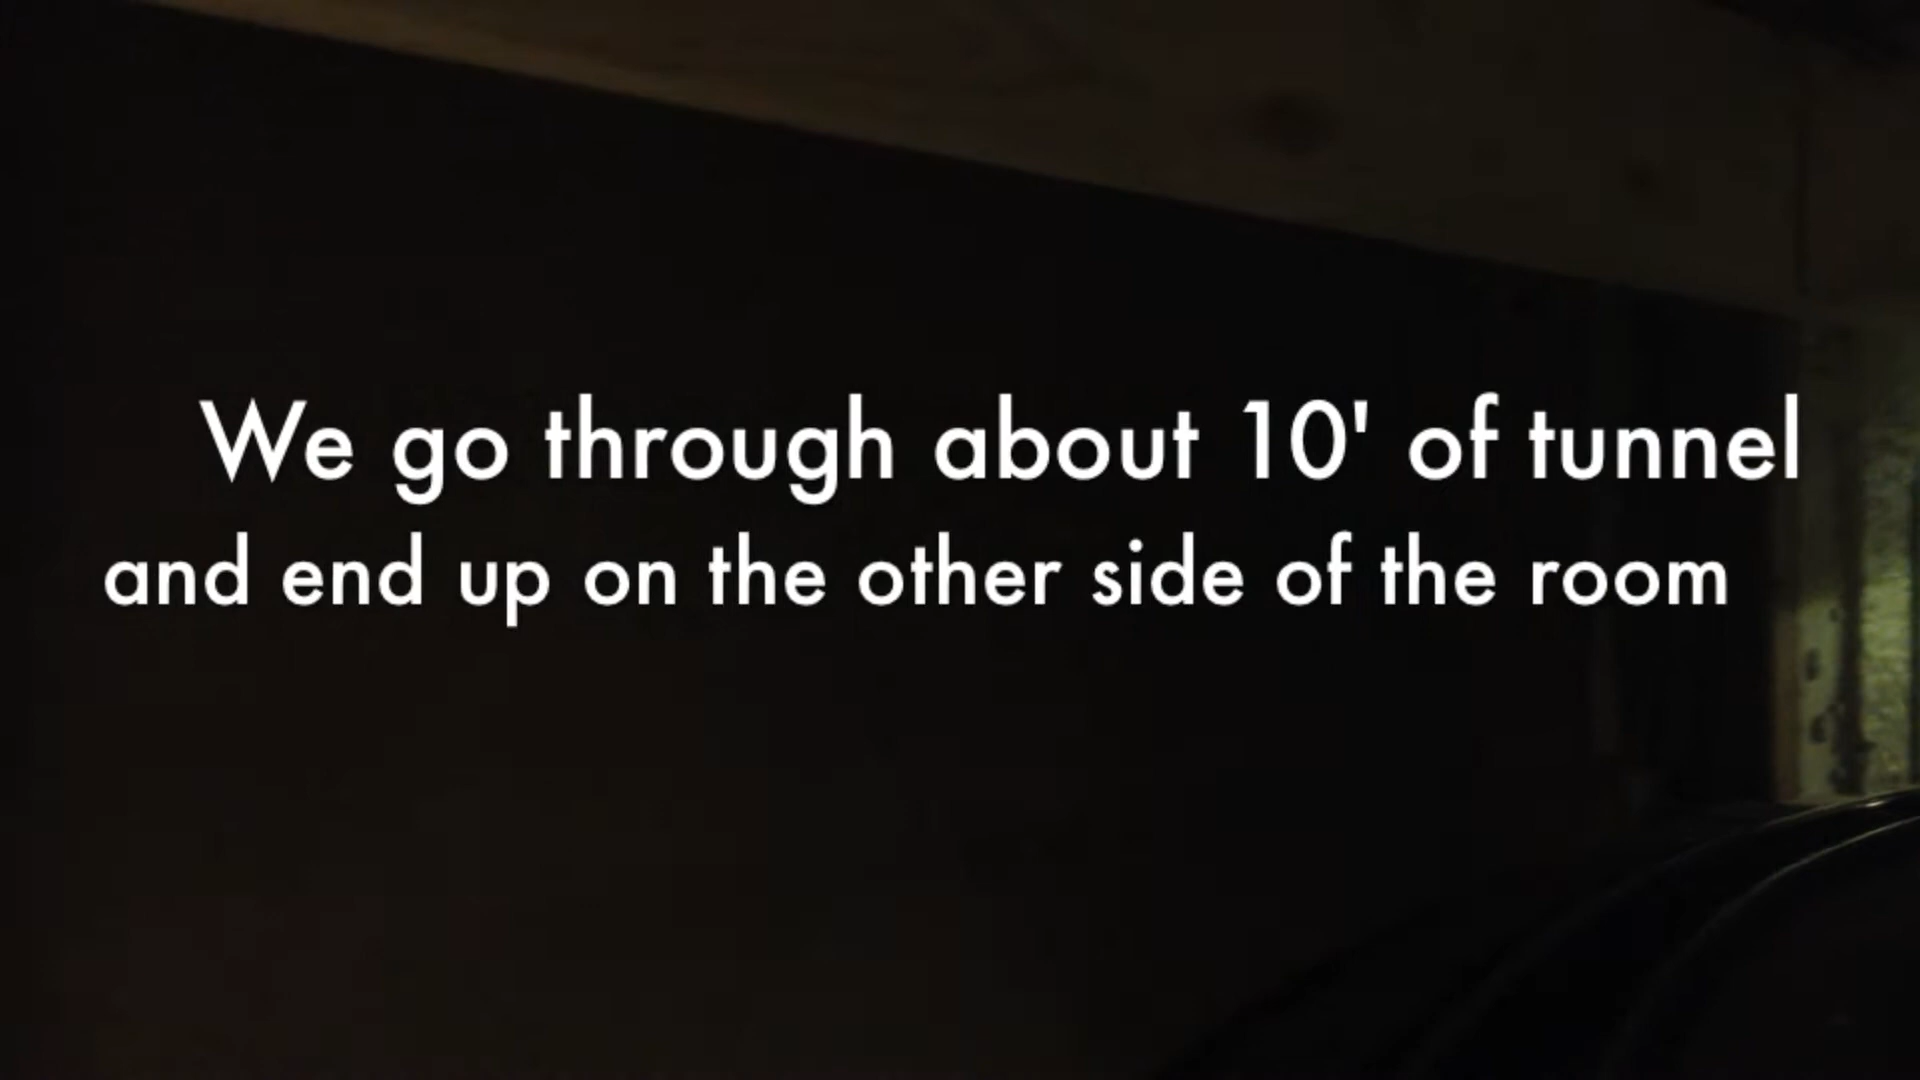 We go through about 10' of tunnel
and end up on the other side of the room